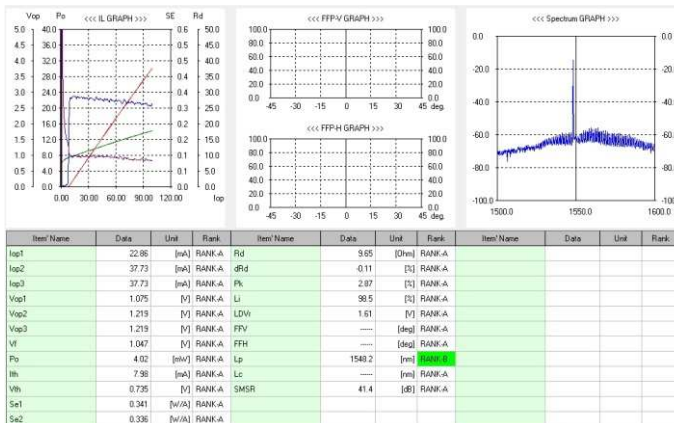 Vop Po <<< IL GRAPH >>> SE Rd
5.0 40.0 0.6 50.0
4.5 36.0 0.5 45.0
4.0 32.0 0.5 40.0
3.5 28.0 0.4 35.0
3.0 24.0 0.4 30.0
2.5 20.0 0.3 25.0
2.0 16.0 0.2 20.0
1.5 12.0 0.2 15.0
1.0 8.0 0.1 10.0
0.5 4.0 0.1 5.0
0.0 0.0 0.0 0.0
0.00 30.00 60.00 90.00 120.00
Iop
<<< FFP-V GRAPH >>>
100.0 100.0
80.0 80.0
60.0 60.0
40.0 40.0
20.0 20.0
0.0 0.0
-45 -30 -15 0 15 30 45 deg.
<<< FFP-H GRAPH >>>
100.0 100.0
80.0 80.0
60.0 60.0
40.0 40.0
20.0 20.0
0.0 0.0
-45 -30 -15 0 15 30 45 deg.
<<< Spectrum GRAPH >>>
0.0 0.0
-20.0 -20.0
-40.0 -40.0
-60.0 -60.0
-80.0 -80.0
-100.0 -100.0
1500.0 1550.0 1600.0
Item' Name Data Unit Rank Item' Name Data Unit Rank Item' Name Data Unit Rank
Iop1 22.86 [mA] RANK-A Rd 9.65 [Ohm] RANK-A
Iop2 37.73 [mA] RANK-A dRd -0.11 [%] RANK-A
Iop3 37.73 [mA] RANK-A Pk 2.87 [%] RANK-A
Vop1 1.075 [V] RANK-A Li 98.5 [%] RANK-A
Vop2 1.219 [V] RANK-A LDVr 1.61 [V] RANK-A
Vop3 1.219 [V] RANK-A FFV ----- [deg] RANK-A
Vf 1.047 [V] RANK-A FFH ----- [deg] RANK-A
Po 4.02 [mW] RANK-A Lp 1548.2 [nm] RANK-B
Ith 7.98 [mA] RANK-A Lc ----- [nm] RANK-A
Vth 0.735 [V] RANK-A SMSR 41.4 [dB] RANK-A
Se1 0.341 [W/A] RANK-A
Se2 0.336 [W/A] RANK-A